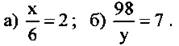 а) x/6 = 2 ; б) 98/y = 7 .